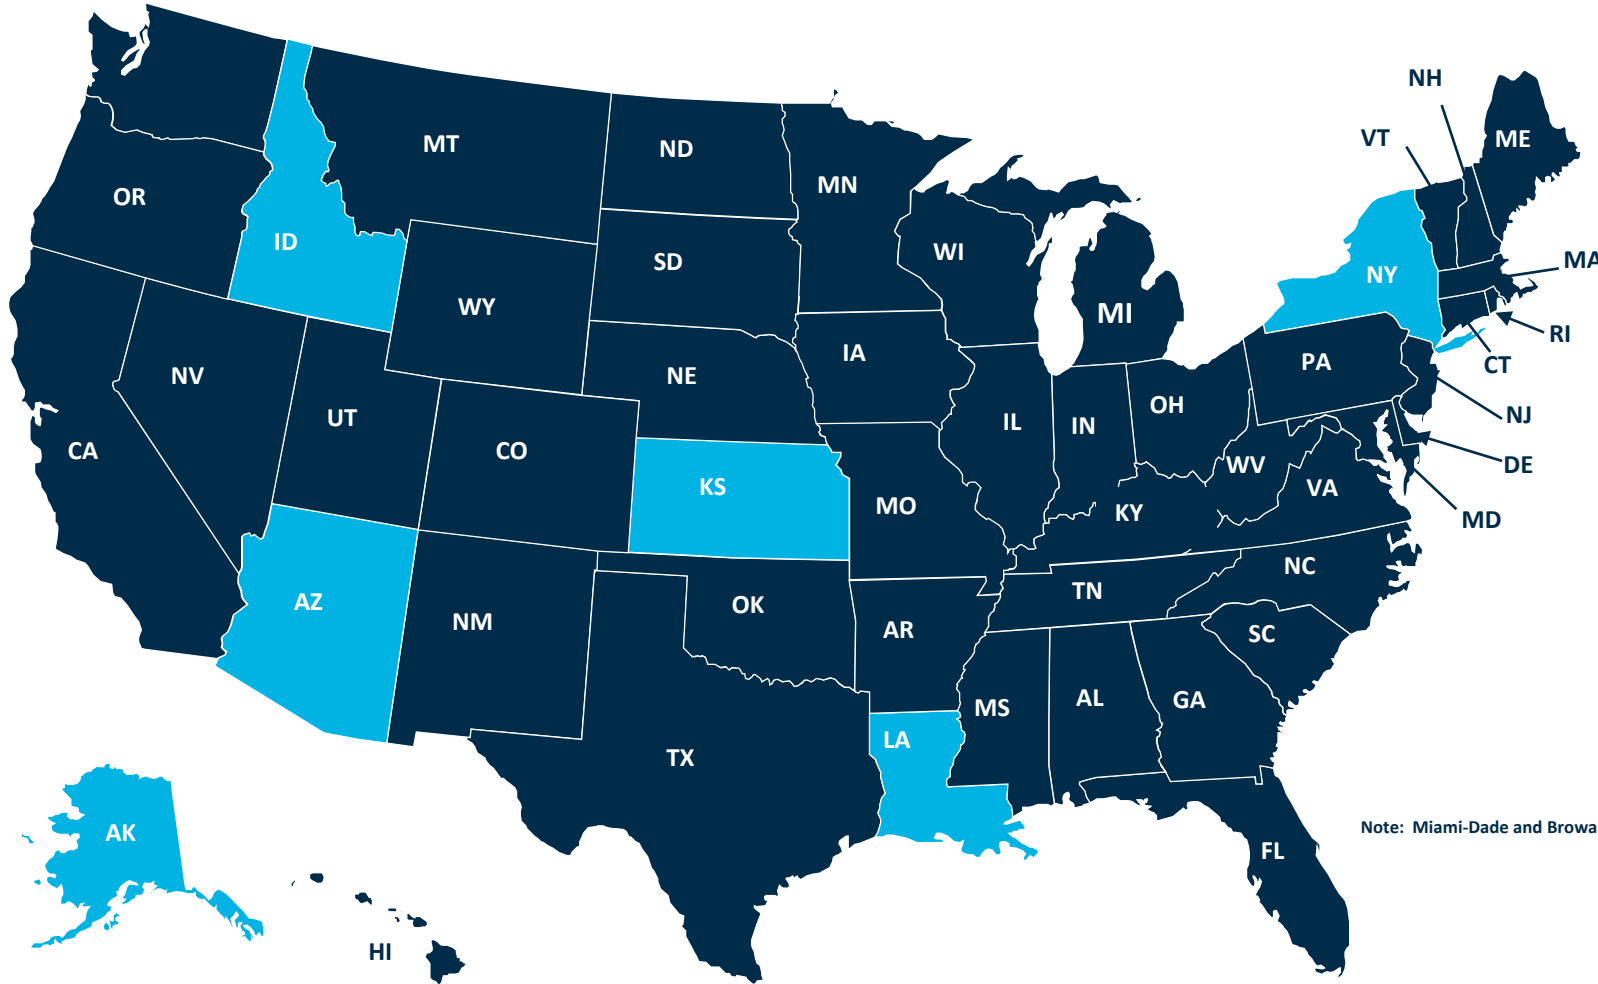 NH
VT
ME
MT
ND
MN
OR
ID
SD
WI
NY
MA
WY
MI
RI
IA
PA
CT
NV
NE
UT
OH
NJ
CA
CO
IL
IN
WV
DE
KS
VA
MO
KY
MD
NC
AZ
OK
TN
NM
AR
SC
TX
MS
AL
GA
LA
AK
FL
Note: Miami-Dade and Browa
HI